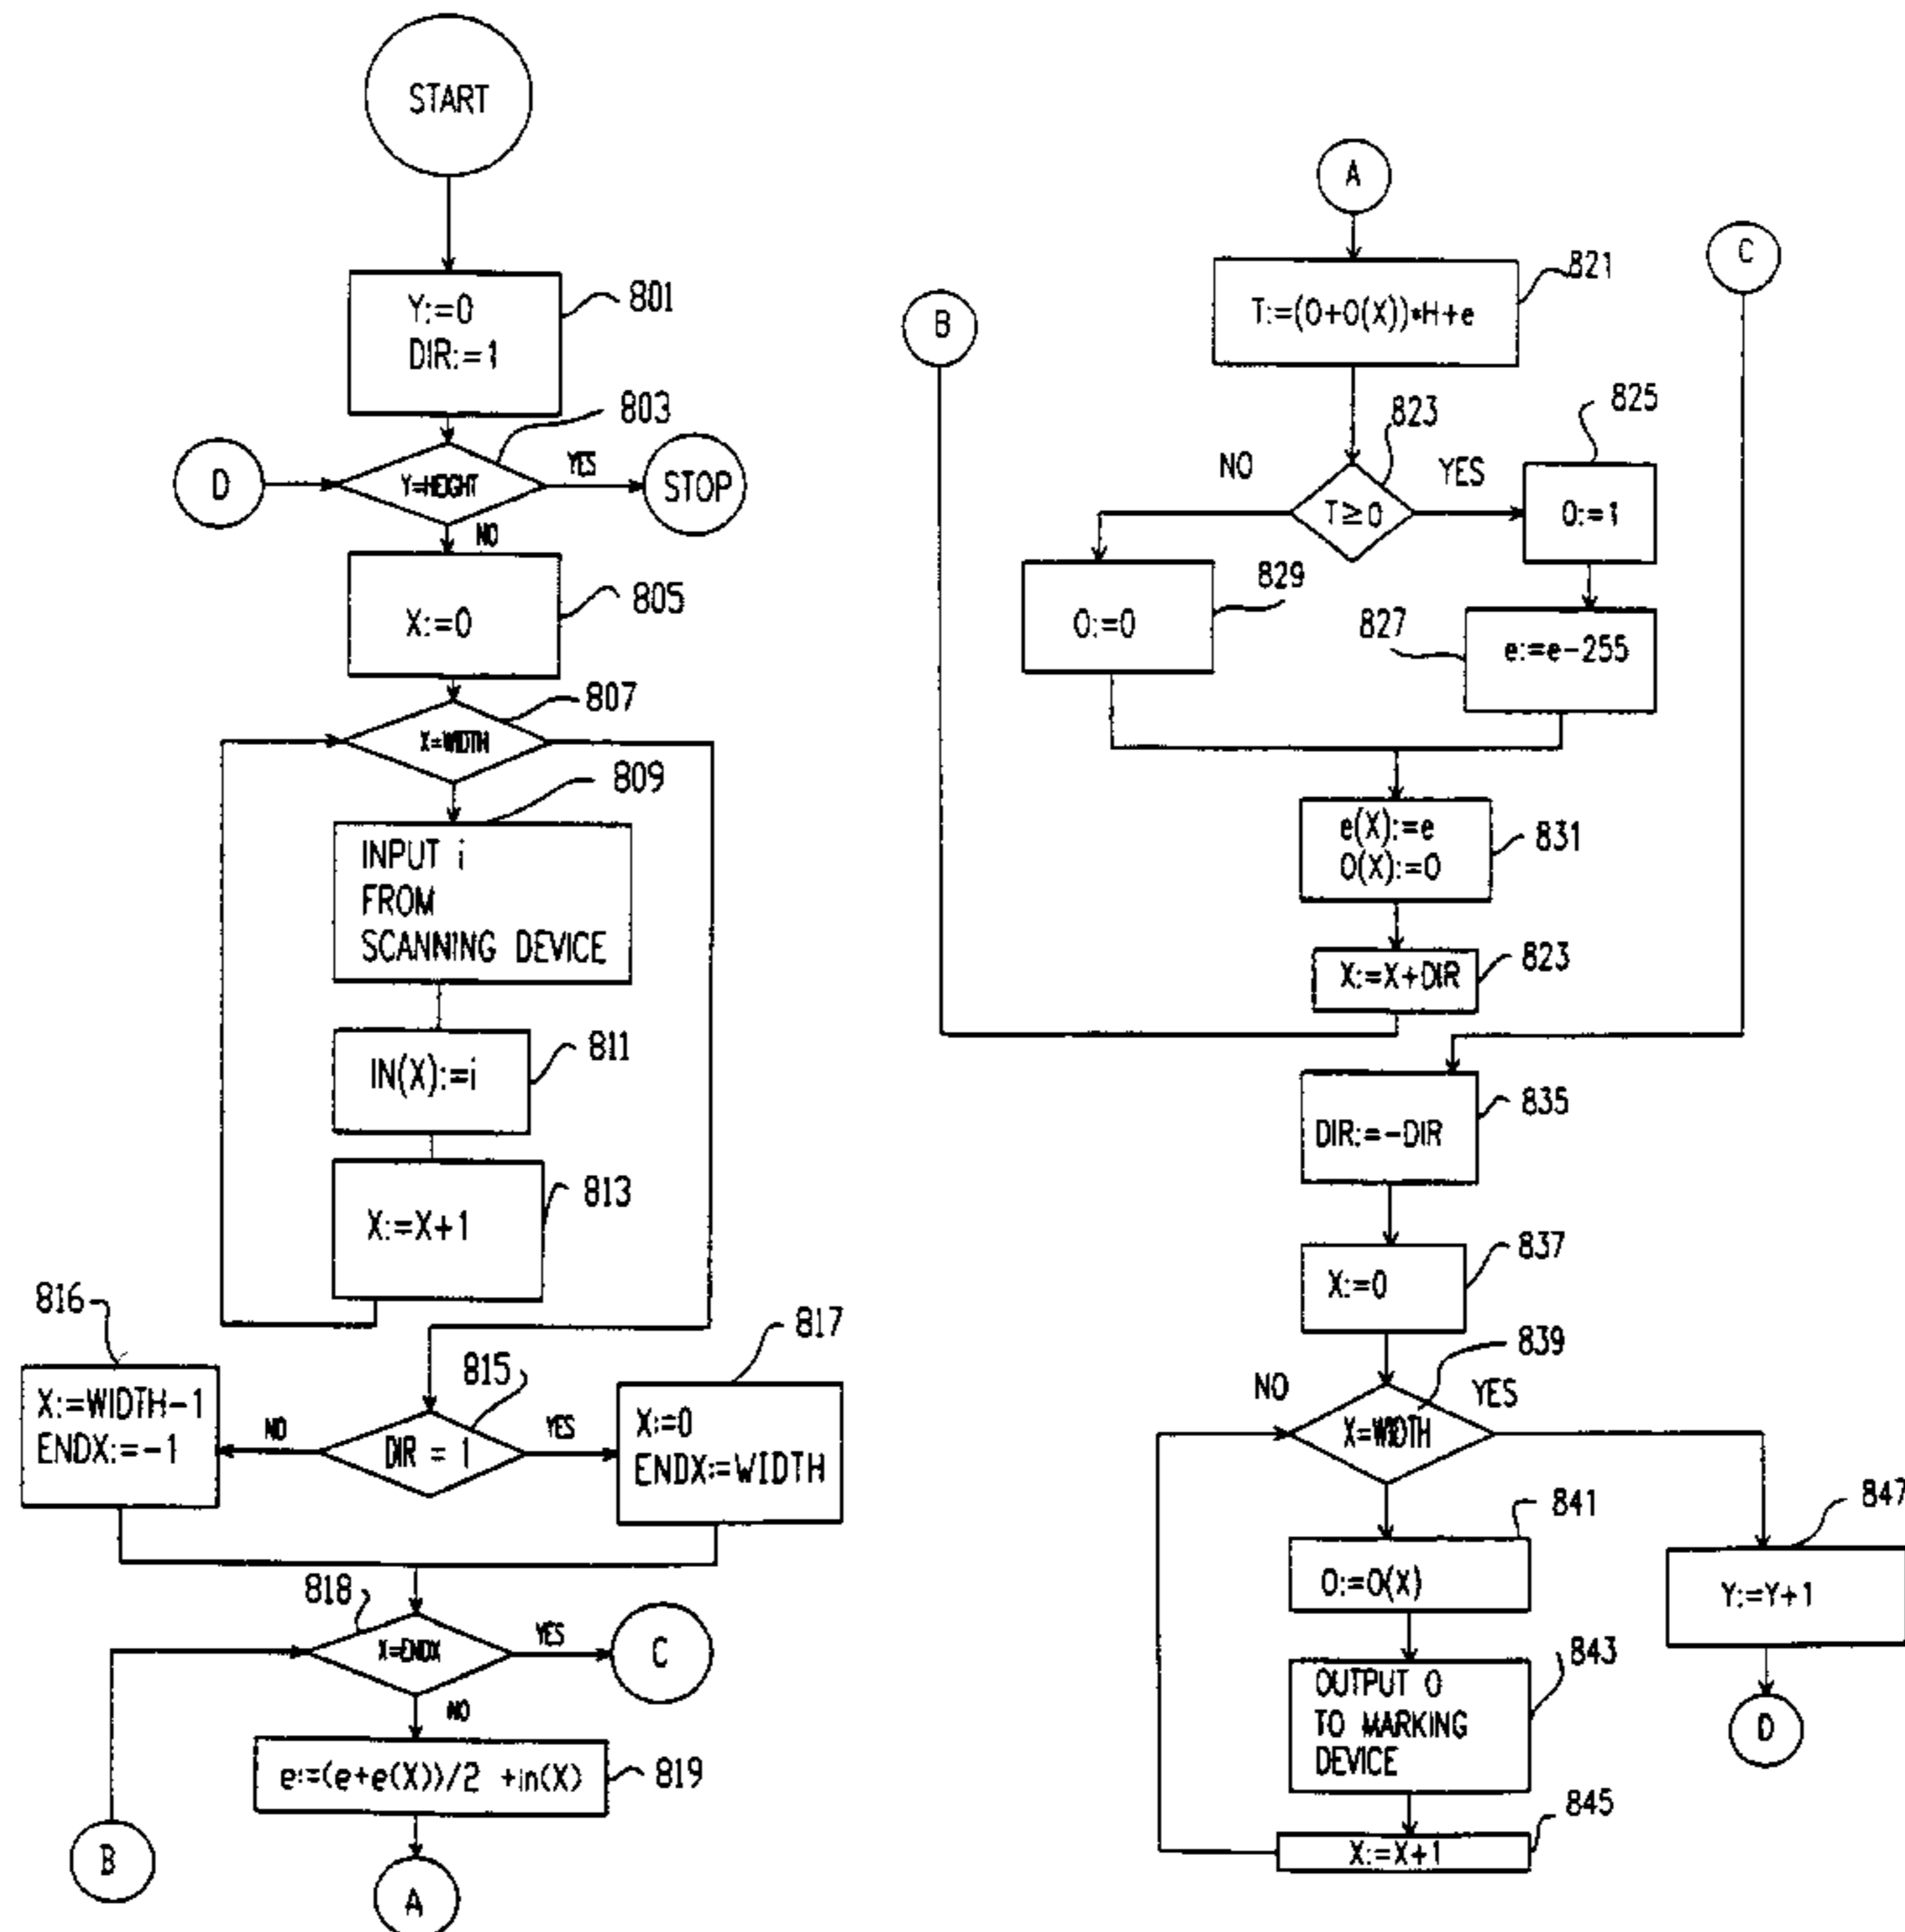 START
Y:=0
DIR:=1
801
803
D
Y=HEIGHT
YES
STOP
NO
X:=0
805
807
X=WIDTH
809
INPUT i
FROM
SCANNING DEVICE
IN(X):=i
811
X:=X+1
813
816
X:=WIDTH-1
ENDX:=-1
NO
815
DIR = 1
YES
817
X:=0
ENDX:=WIDTH
818
X=ENDX
YES
C
NO
e:=(e+e(X))/2 +in(X)
819
B
A
A
C
B
T:=(O+O(X))*H+e
821
823
NO
YES
T≥0
825
O:=1
829
O:=0
827
e:=e-255
e(X):=e
O(X):=O
831
X:=X+DIR
823
DIR:=-DIR
835
X:=0
837
839
NO
YES
X=WIDTH
841
O:=O(X)
847
Y:=Y+1
843
OUTPUT O
TO MARKING
DEVICE
D
845
X:=X+1